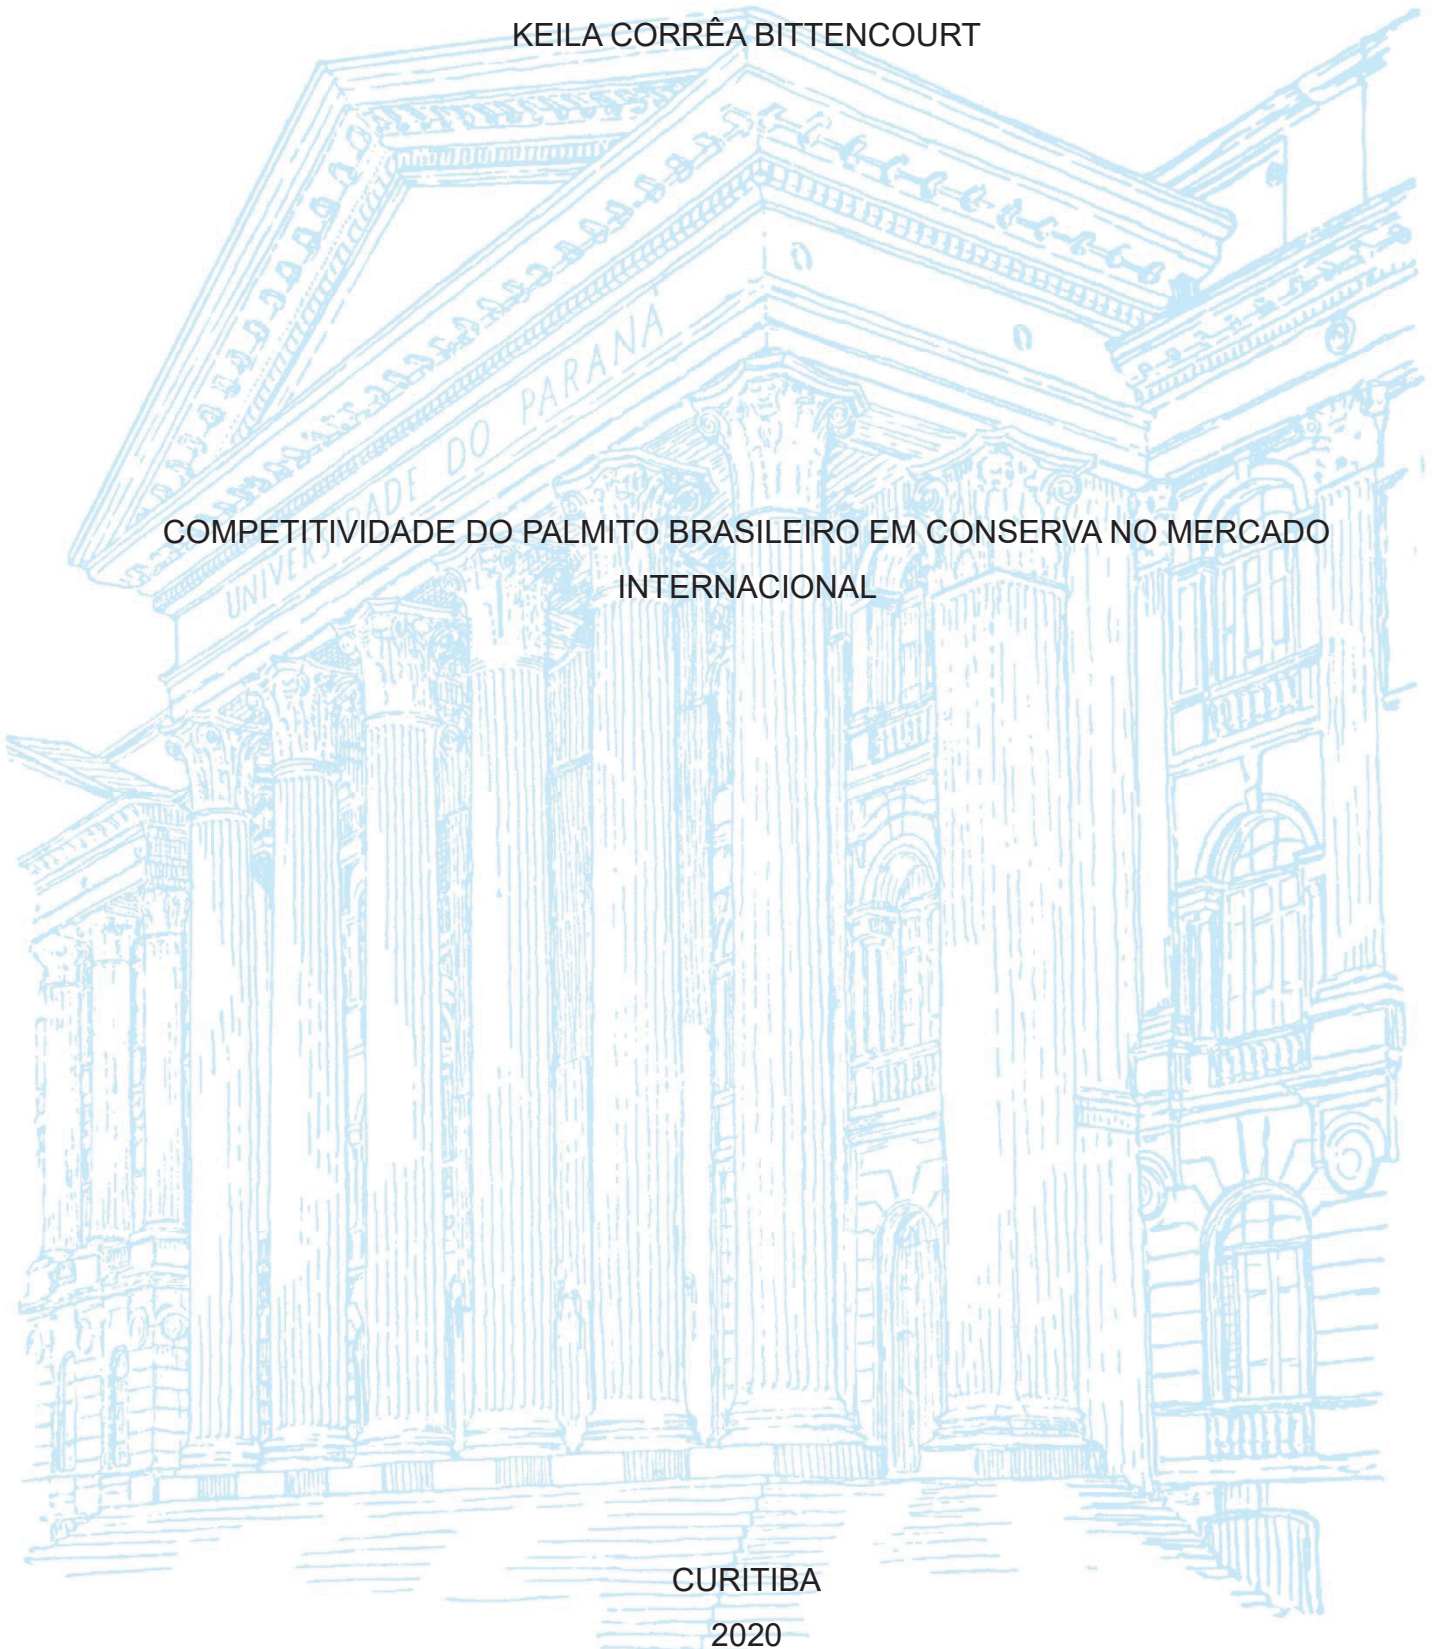 KEILA CORRÊA BITTENCOURT
UNIVERSIDADE DO PARANÁ
COMPETITIVIDADE DO PALMITO BRASILEIRO EM CONSERVA NO MERCADO
INTERNACIONAL
CURITIBA
2020